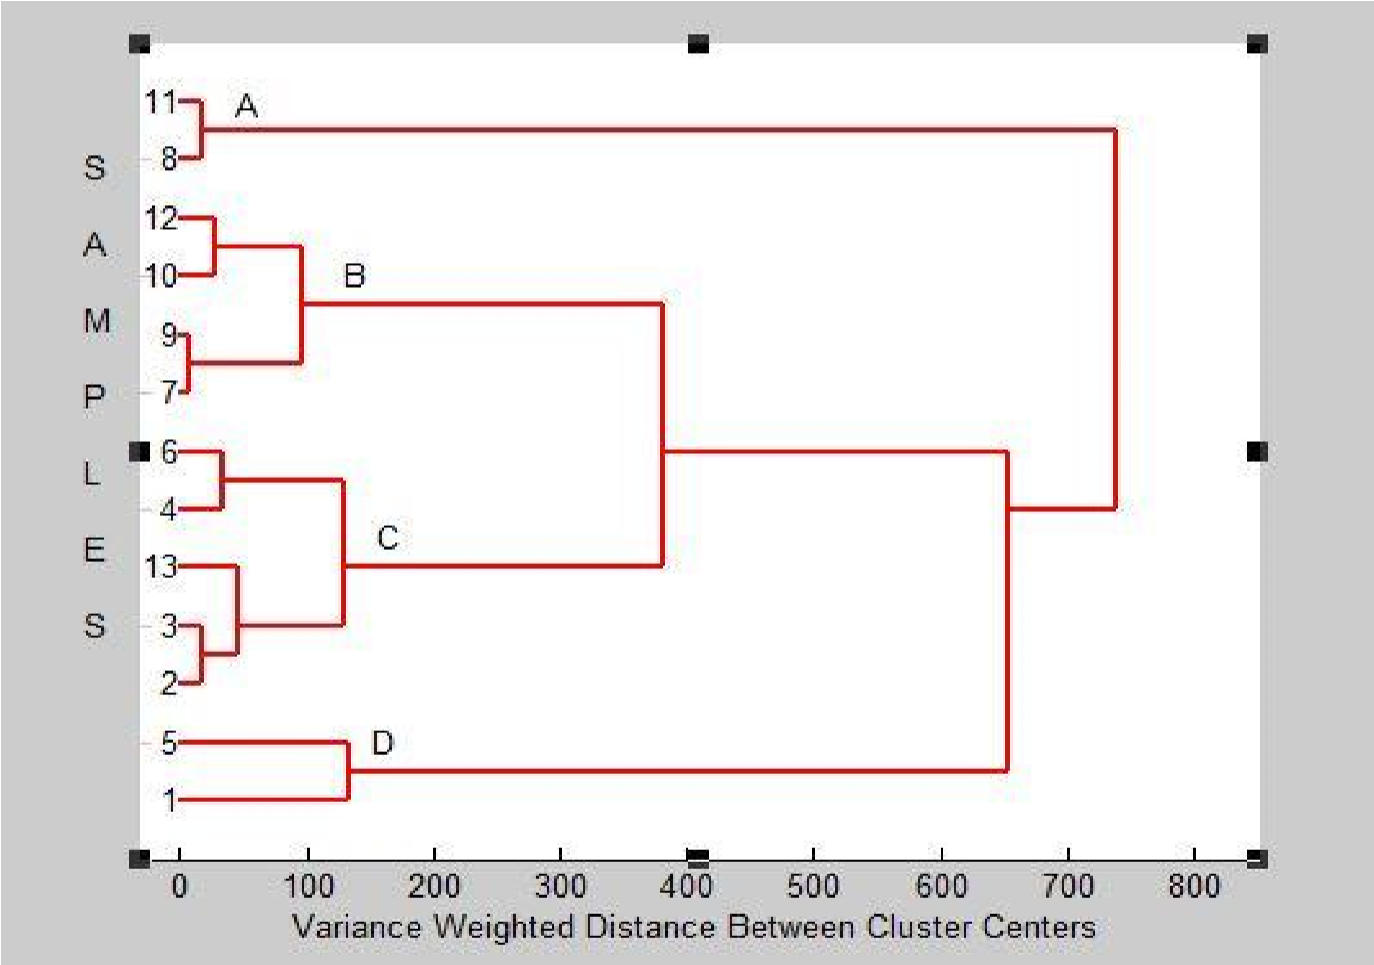 11
A
8
12
10
B
9
7
6
4
C
13
3
2
5
D
1
S
A
M
P
L
E
S
0 100 200 300 400 500 600 700 800
Variance Weighted Distance Between Cluster Centers